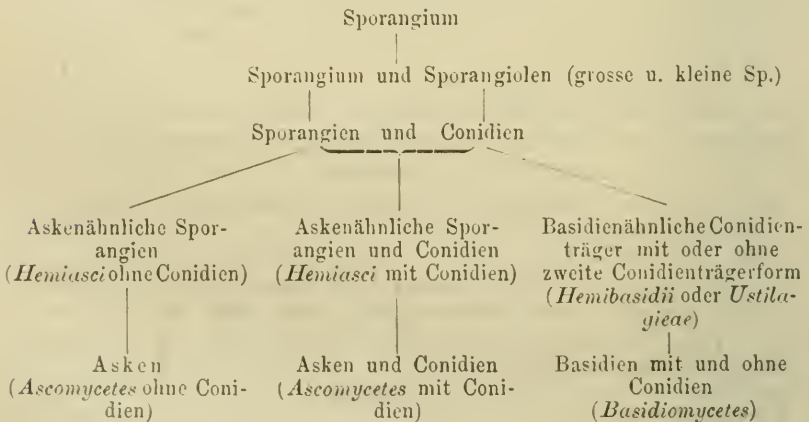 Sporangium
Sporangium und Sporangiolen (grosse u. kleine Sp.)
Sporangien und Conidien
Askenähnliche Spor-
angien
(Hemiasci ohne Conidien)
Askenähnliche Spor-
angien und Conidien
(Hemiasci mit Conidien)
Basidienähnliche Conidien-
träger mit oder ohne
zweite Conidienträgerform
(Hemibasidii oder Ustila-
gieae)
Asken
(Ascomycetes ohne Coni-
dien)
Asken und Conidien
(Ascomycetes mit Coni-
dien)
Basidien mit und ohne
Conidien
(Basidiomycetes)